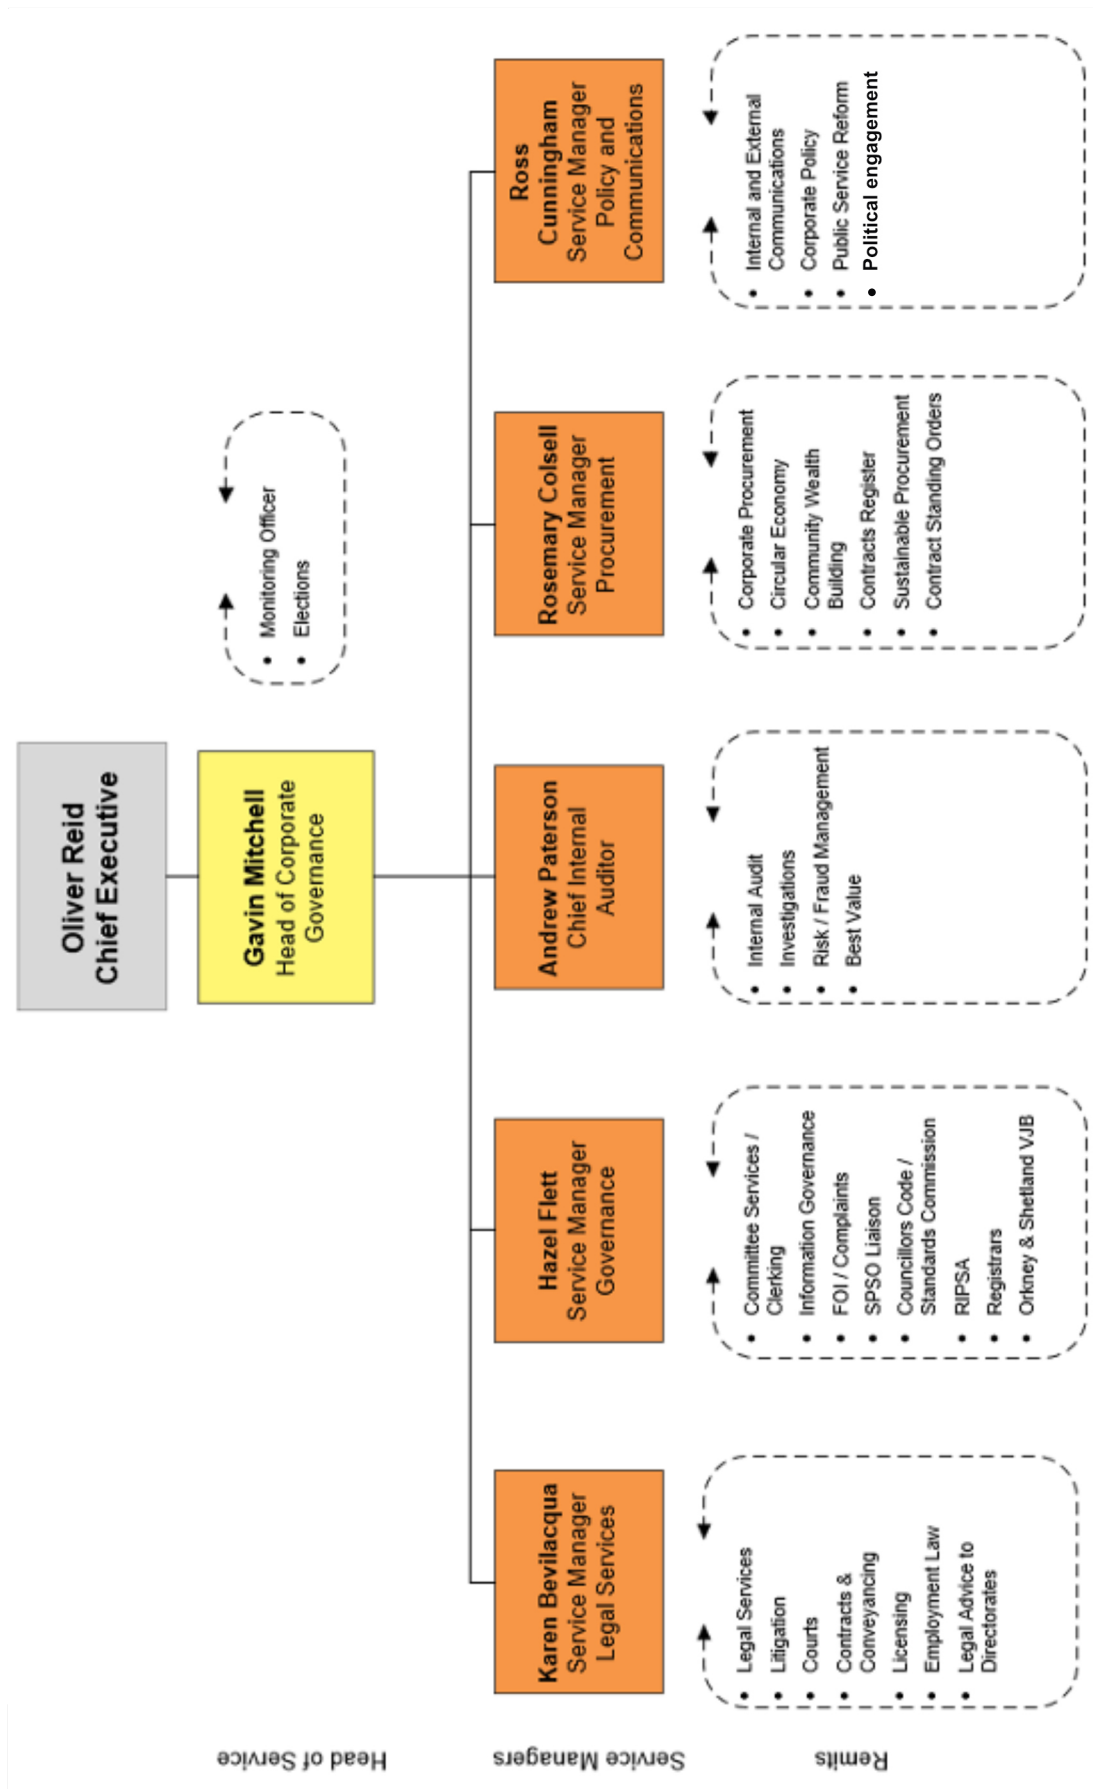 Oliver Reid
Chief Executive
Head of Service
Gavin Mitchell
Head of Corporate
Governance
• Monitoring Officer
• Elections
Service Managers
Karen Bevilacqua
Service Manager
Legal Services
Hazel Flett
Service Manager
Governance
Andrew Paterson
Chief Internal
Auditor
Rosemary Colsell
Service Manager
Procurement
Ross
Cunningham
Service Manager
Policy and
Communications
Remits
• Legal Services
• Litigation
• Courts
• Contracts &
Conveyancing
• Licensing
• Employment Law
• Legal Advice to
Directorates
• Committee Services /
Clerking
• Information Governance
• FOI / Complaints
• SPSO Liaison
• Councillors Code /
Standards Commission
• RIPSA
• Registrars
• Orkney & Shetland VJB
• Internal Audit
• Investigations
• Risk / Fraud Management
• Best Value
• Corporate Procurement
• Circular Economy
• Community Wealth
Building
• Contracts Register
• Sustainable Procurement
• Contract Standing Orders
• Internal and External
Communications
• Corporate Policy
• Public Service Reform
• Political engagement